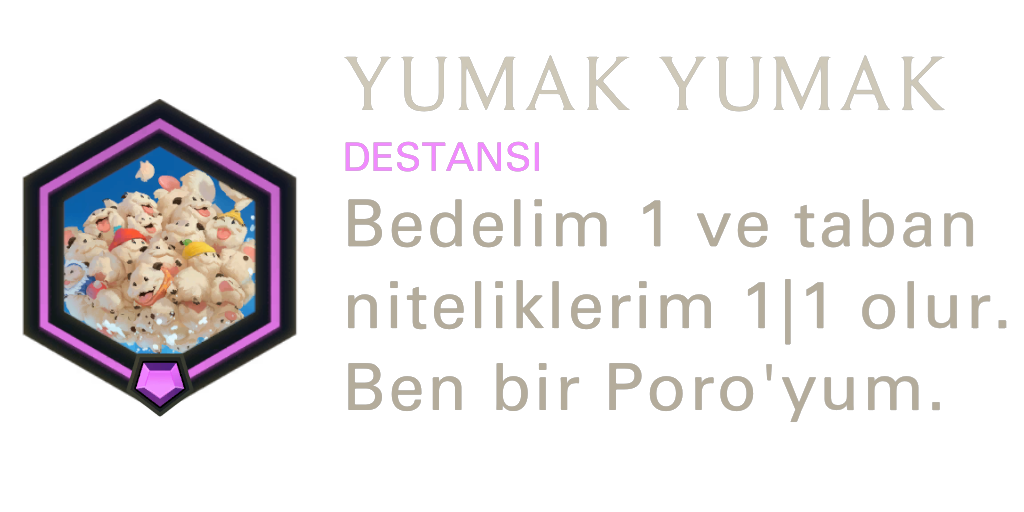 YUMAK YUMAK
DESTANSI
Bedelim 1 ve taban
niteliklerim 1|1 olur.
Ben bir Poro'yum.